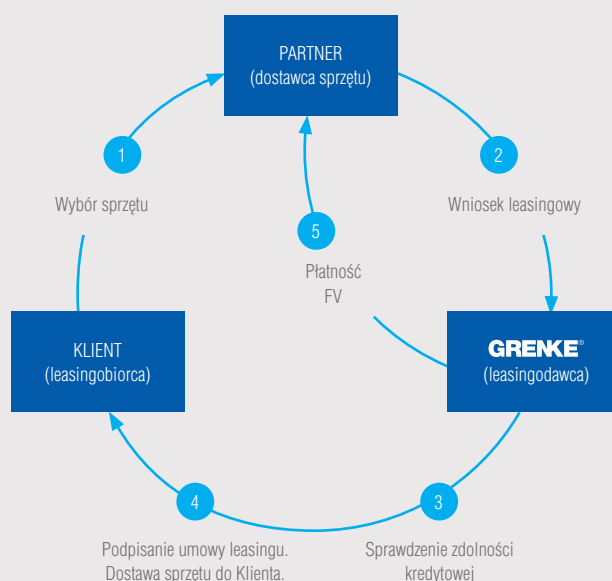 PARTNER
(dostawca sprzętu)
1
Wybór sprzętu
2
Wniosek leasingowy
5
Płatność
FV
KLIENT
(leasingobiorca)
GRENKE®
(leasingodawca)
4
Podpisanie umowy leasingu.
Dostawa sprzętu do Klienta.
3
Sprawdzenie zdolności
kredytowej